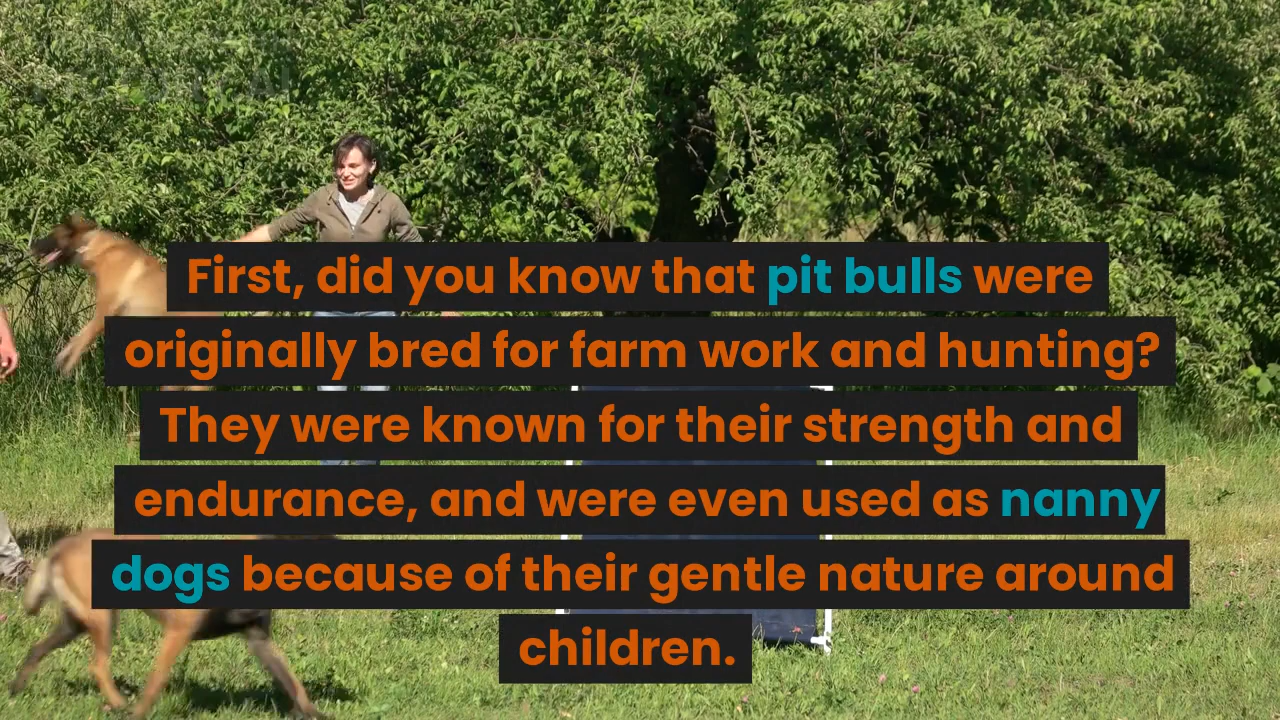 First, did you know that pit bulls were
originally bred for farm work and hunting?
They were known for their strength and
endurance, and were even used as nanny
dogs because of their gentle nature around
children.